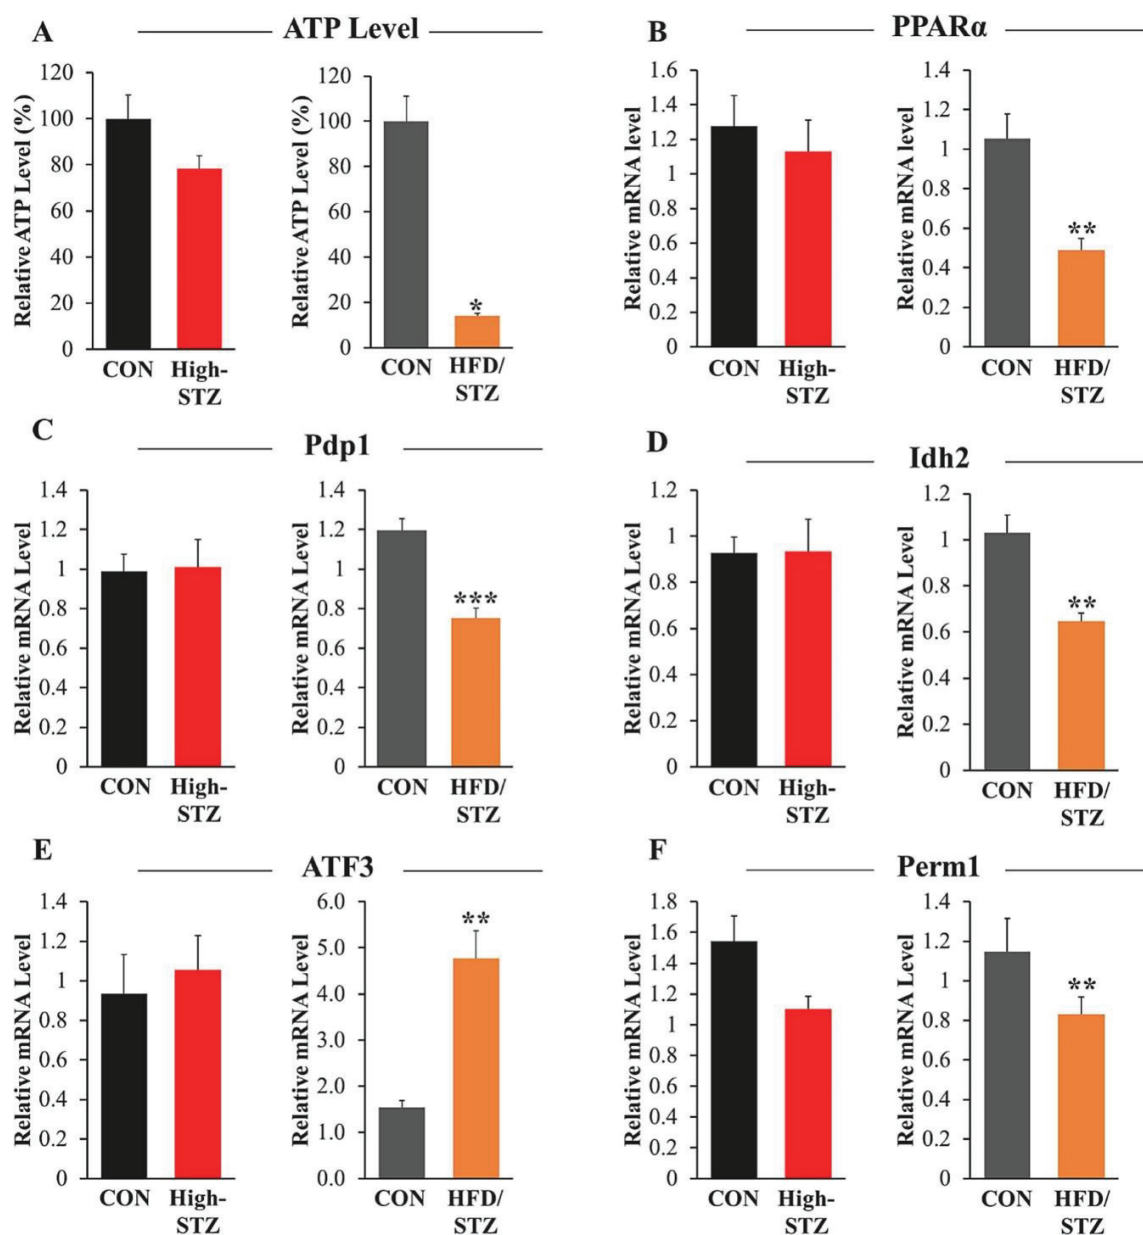 A
ATP Level
Relative ATP Level (%)
120
100
80
60
40
20
0
CON
High-
STZ
Relative ATP Level (%)
120
100
80
60
40
20
0
*
CON
HFD/
STZ
B
PPARα
Relative mRNA level
1.6
1.4
1.2
1
0.8
0.6
0.4
0.2
0
CON
High-
STZ
Relative mRNA level
1.4
1.2
1
0.8
0.6
0.4
0.2
0
**
CON
HFD/
STZ
C
Pdp1
Relative mRNA Level
1.4
1.2
1
0.8
0.6
0.4
0.2
0
CON
High-
STZ
Relative mRNA Level
1.4
1.2
1
0.8
0.6
0.4
0.2
0
***
CON
HFD/
STZ
D
Idh2
Relative mRNA Level
1.2
1
0.8
0.6
0.4
0.2
0
CON
High-
STZ
Relative mRNA Level
1.2
1
0.8
0.6
0.4
0.2
0
**
CON
HFD/
STZ
E
ATF3
Relative mRNA Level
1.4
1.2
1
0.8
0.6
0.4
0.2
0
CON
High-
STZ
Relative mRNA Level
6.0
5.0
4.0
3.0
2.0
1.0
0.0
**
CON
HFD/
STZ
F
Perm1
Relative mRNA Level
1.8
1.6
1.4
1.2
1
0.8
0.6
0.4
0.2
0
CON
High-
STZ
Relative mRNA Level
1.4
1.2
1
0.8
0.6
0.4
0.2
0
**
CON
HFD/
STZ